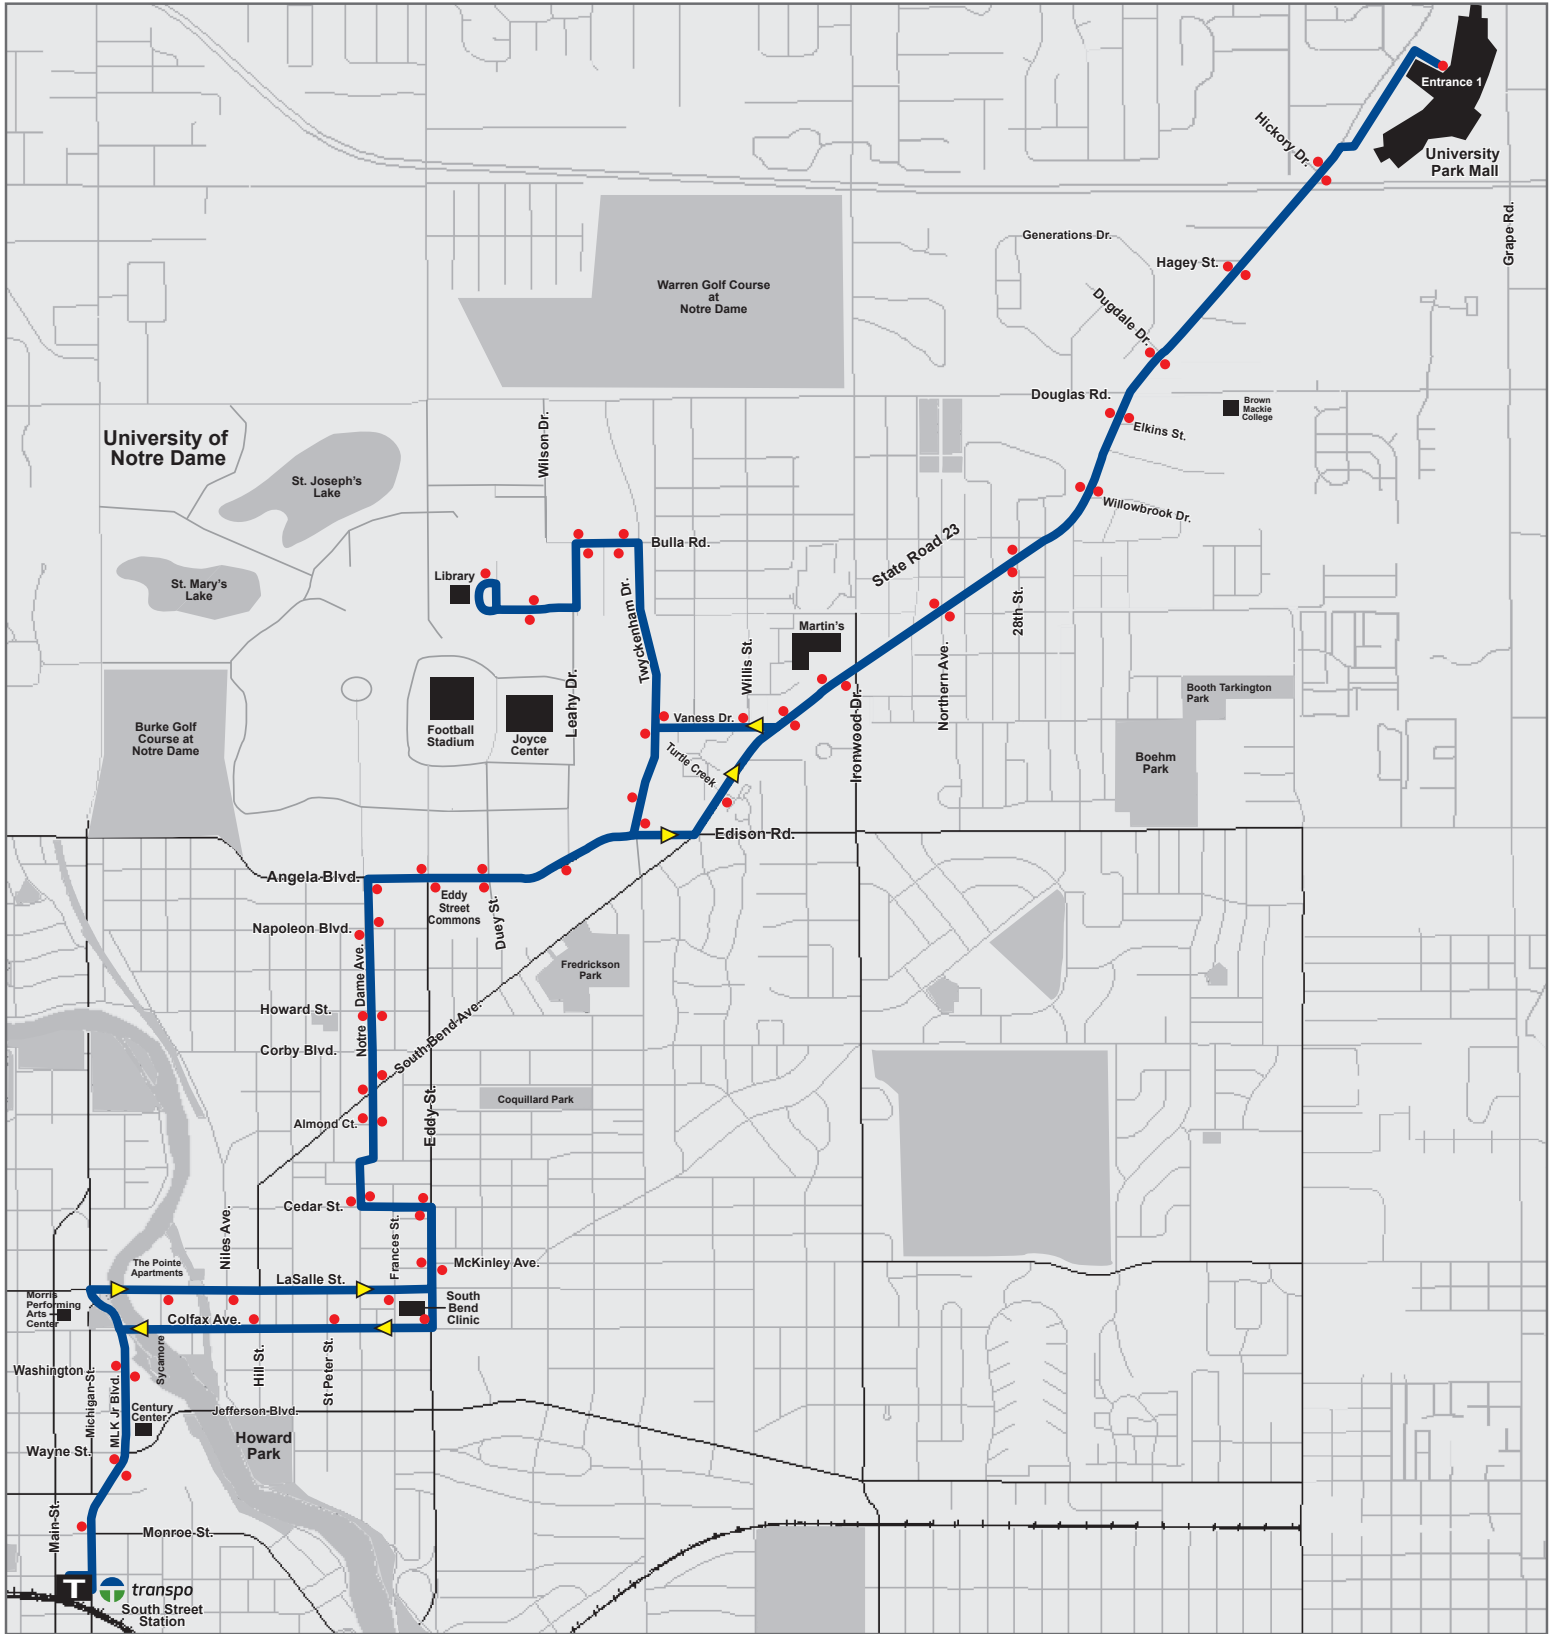 Entrance 1
University
Park Mall
Hickory Dr.
Grape Rd.
Generations Dr.
Hagey St.
Dugdale Dr.
Warren Golf Course
at
Notre Dame
Douglas Rd.
Elkins St.
Brown
Mackie
College
Willowbrook Dr.
University of
Notre Dame
St. Joseph's
Lake
Wilson Dr.
Bulla Rd.
State Road 23
Library
St. Mary's
Lake
Twyckenham Dr.
Martin's
28th St.
Northern Ave.
Willis St.
Booth Tarkington
Park
Boehm
Park
Burke Golf
Course at
Notre Dame
Football
Stadium
Joyce
Center
Leahy Dr.
Vaness Dr.
Turtle Creek
Ironwood Dr.
Edison Rd.
Angela Blvd.
Eddy
Street
Commons
Duey St.
Napoleon Blvd.
Notre Dame Ave.
Fredrickson
Park
Howard St.
Corby Blvd.
South Bend Ave.
Almond Ct.
Eddy St.
Coquillard Park
Cedar St.
Niles Ave.
Frances St.
McKinley Ave.
The Pointe
Apartments
LaSalle St.
Morris
Performing
Arts
Center
Colfax Ave.
South
Bend
Clinic
Washington
Michigan St.
MLK Jr Blvd.
Sycamore
Hill St.
St Peter St.
Century
Center
Jefferson Blvd.
Howard
Park
Wayne St.
Main St.
Monroe St.
T
transpo
South Street
Station